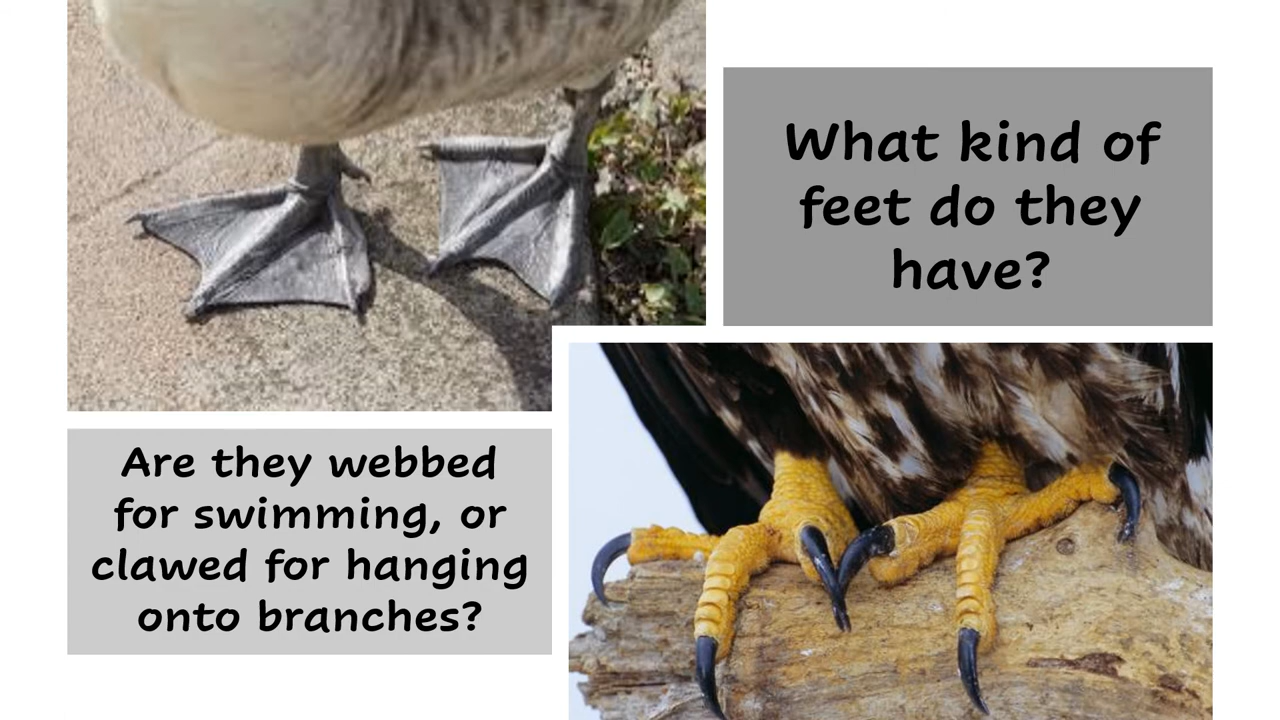 What kind of
feet do they
have?
Are they webbed
for swimming, or
clawed for hanging
onto branches?